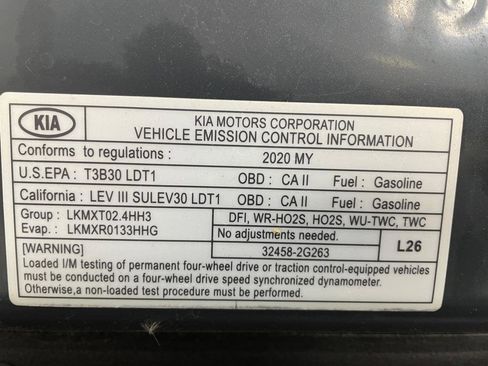 KIA
KIA MOTORS CORPORATION
VEHICLE EMISSION CONTROL INFORMATION
Conforms to regulations : 2020 MY
U.S.EPA : T3B30 LDT1 OBD : CA II Fuel : Gasoline
California : LEV III SULEV30 LDT1 OBD : CA II Fuel : Gasoline
Group : LKMXT02.4HH3 DFI, WR-HO2S, HO2S, WU-TWC, TWC
Evap. : LKMXR0133HHG No adjustments needed. L26
[WARNING] 32458-2G263
Loaded I/M testing of permanent four-wheel drive or traction control-equipped vehicles
must be conducted on a four-wheel drive speed synchronized dynamometer.
Otherwise,a non-loaded test procedure must be conducted.